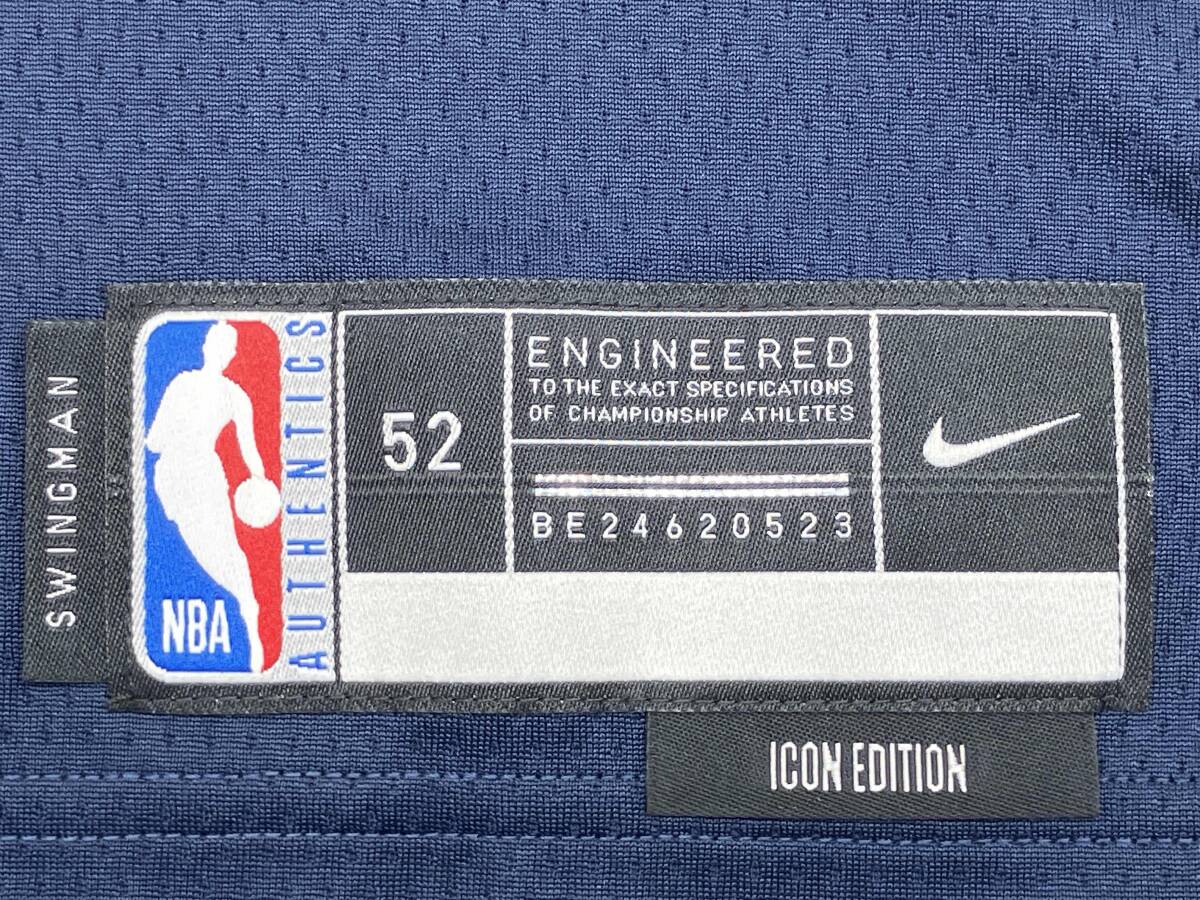 SWINGMAN
NBA
AUTHENTICS
52
ENGINEERED
TO THE EXACT SPECIFICATIONS
OF CHAMPIONSHIP ATHLETES
BE24620523
ICON EDITION